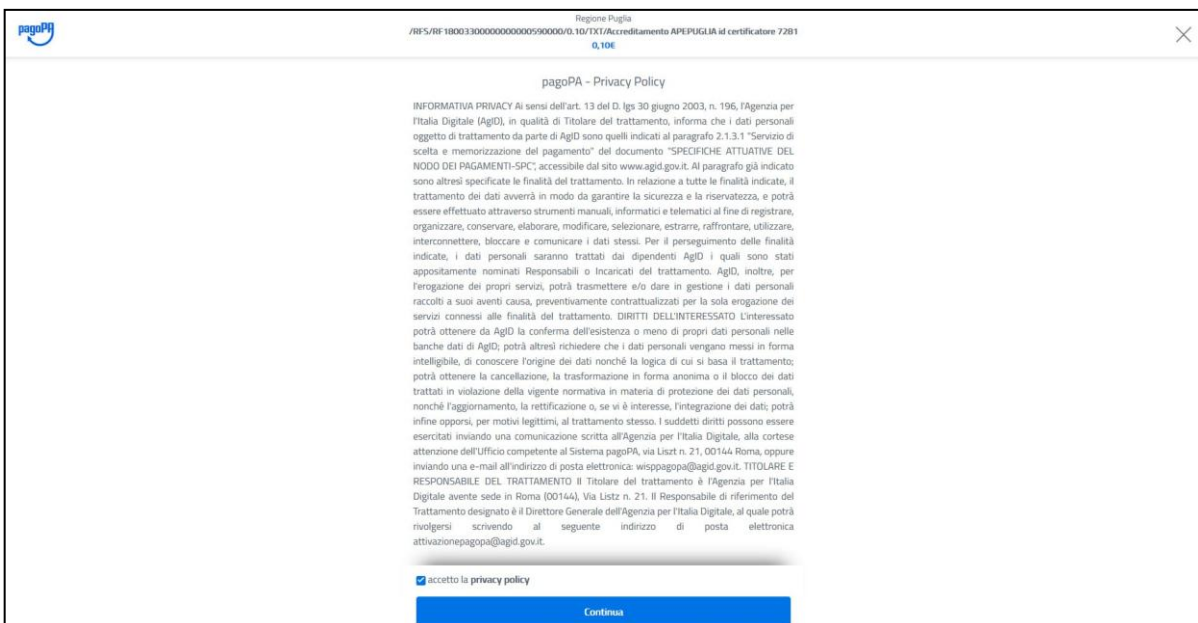 pagoPA
Regione Puglia
/RFS/RF18003300000000000590000/0.10/TXT/Accreditamento APEPUGLIA id certificatore 7281
0,10€
pagoPA - Privacy Policy
INFORMATIVA PRIVACY Ai sensi dell'art. 13 del D. lgs 30 giugno 2003, n. 196, l'Agenzia per
l'Italia Digitale (AgID), in qualità di Titolare del trattamento, informa che i dati personali
oggetto di trattamento da parte di AgID sono quelli indicati al paragrafo 2.1.3.1 "Servizio di
scelta e memorizzazione del pagamento" del documento "SPECIFICHE ATTUATIVE DEL
NODO DEI PAGAMENTI-SPC", accessibile dal sito www.agid.gov.it. Al paragrafo già indicato
sono altresì specificate le finalità del trattamento. In relazione a tutte le finalità indicate, il
trattamento dei dati avverrà in modo da garantire la sicurezza e la riservatezza, e potrà
essere effettuato attraverso strumenti manuali, informatici e telematici al fine di registrare,
organizzare, conservare, elaborare, modificare, selezionare, estrarre, raffrontare, utilizzare,
interconnettere, bloccare e comunicare i dati stessi. Per il perseguimento delle finalità
indicate, i dati personali saranno trattati dai dipendenti AgID i quali sono stati
appositamente nominati Responsabili o Incaricati del trattamento. AgID, inoltre, per
l'erogazione dei propri servizi, potrà trasmettere e/o dare in gestione i dati personali
raccolti a suoi aventi causa, preventivamente contrattualizzati per la sola erogazione dei
servizi connessi alle finalità del trattamento. DIRITTI DELL'INTERESSATO L'interessato
potrà ottenere da AgID la conferma dell'esistenza o meno di propri dati personali nelle
banche dati di AgID; potrà altresì richiedere che i dati personali vengano messi in forma
intelligibile, di conoscere l'origine dei dati nonché la logica di cui si basa il trattamento;
potrà ottenere la cancellazione, la trasformazione in forma anonima o il blocco dei dati
trattati in violazione della vigente normativa in materia di protezione dei dati personali,
nonché l'aggiornamento, la rettificazione o, se vi è interesse, l'integrazione dei dati; potrà
infine opporsi, per motivi legittimi, al trattamento stesso. I suddetti diritti possono essere
esercitati inviando una comunicazione scritta all'Agenzia per l'Italia Digitale, alla cortese
attenzione dell'Ufficio competente al Sistema pagoPA, via Liszt n. 21, 00144 Roma, oppure
inviando una e-mail all'indirizzo di posta elettronica: wisppagopa@agid.gov.it. TITOLARE E
RESPONSABILE DEL TRATTAMENTO Il Titolare del trattamento è l'Agenzia per l'Italia
Digitale avente sede in Roma (00144), Via Listz n. 21. Il Responsabile di riferimento del
Trattamento designato è il Direttore Generale dell'Agenzia per l'Italia Digitale, al quale potrà
rivolgersi scrivendo al seguente indirizzo di posta elettronica
attivazionepagopa@agid.gov.it.
accetto la privacy policy
Continua